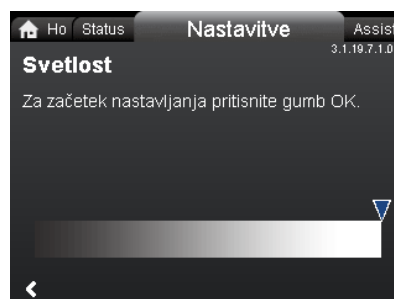 Ho Status Nastavitve Assist
3.1.19.7.1.0
Svetlost
Za začetek nastavljanja pritisnite gumb OK.